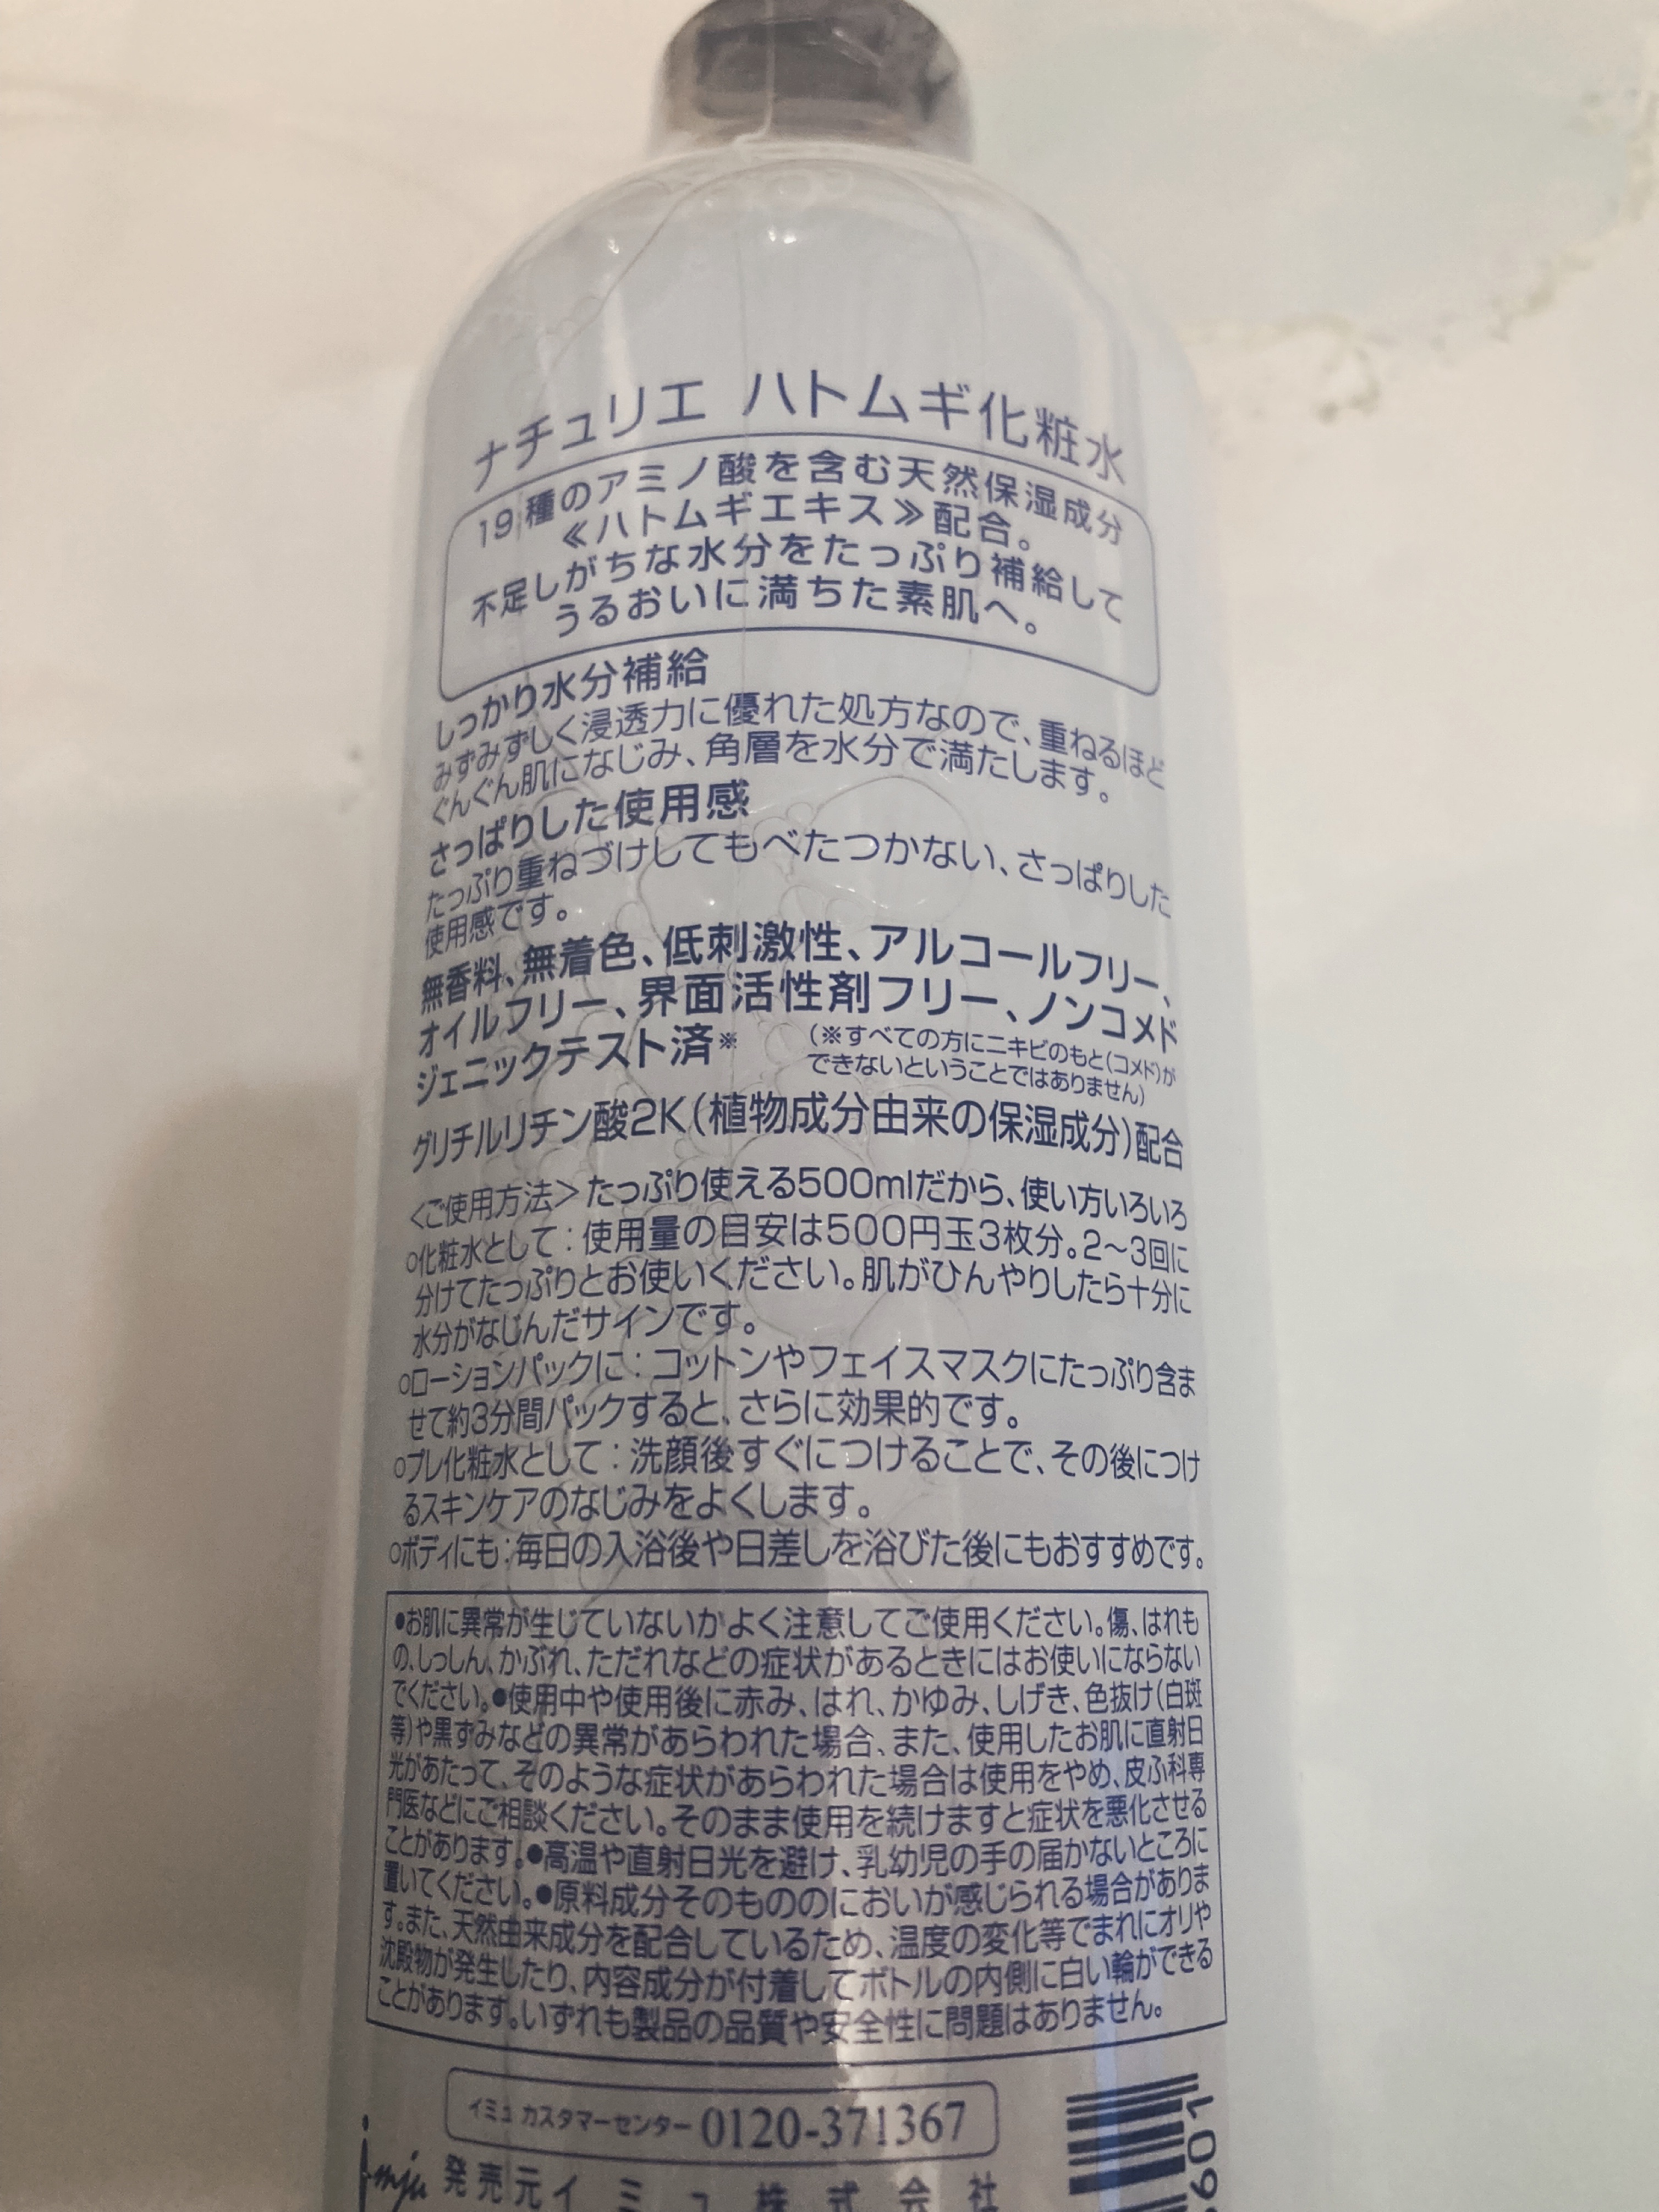 ナチュリエ ハトムギ化粧水
19種のアミノ酸を含む天然保湿成分
≪ハトムギエキス≫配合。
不足しがちな水分をたっぷり補給して
うるおいに満ちた素肌へ。
しっかり水分補給
みずみずしく浸透力に優れた処方なので、重ねるほど
ぐんぐん肌になじみ、角層を水分で満たします。
さっぱりした使用感
たっぷり重ねづけしてもべたつかない、さっぱりした
使用感です。
無香料、無着色、低刺激性、アルコールフリー、
オイルフリー、界面活性剤フリー、ノンコメド
ジェニックテスト済※
(※すべての方にニキビのもと(コメド)が
できないということではありません)
グリチルリチン酸2K(植物成分由来の保湿成分)配合
<ご使用方法>たっぷり使える500mlだから、使い方いろいろ
○化粧水として:使用量の目安は500円玉3枚分。2〜3回に
分けてたっぷりとお使いください。肌がひんやりしたら十分に
水分がなじんだサインです。
○ローションパックに:コットンやフェイスマスクにたっぷり含ま
せて約3分間パックすると、さらに効果的です。
○プレ化粧水として:洗顔後すぐにつけることで、その後につけ
るスキンケアのなじみをよくします。
○ボディにも:毎日の入浴後や日差しを浴びた後にもおすすめです。
●お肌に異常が生じていないかよく注意してご使用ください。傷、はれも
の、しっしん、かぶれ、ただれなどの症状があるときにはお使いにならない
でください。●使用中や使用後に赤み、はれ、かゆみ、しげき、色抜け(白斑
等)や黒ずみなどの異常があらわれた場合、また、使用したお肌に直射日
光があたって、そのような症状があらわれた場合は使用をやめ、皮ふ科専
門医などにご相談ください。そのまま使用を続けますと症状を悪化させる
ことがあります。●高温や直射日光を避け、乳幼児の手の届かないところに
置いてください。●原料成分そのもののにおいが感じられる場合がありま
す。また、天然由来成分を配合しているため、温度の変化等でまれにオリや
沈殿物が発生したり、内容成分が付着してボトルの内側に白い輪ができる
ことがあります。いずれも製品の品質や安全性に問題はありません。
イミュ カスタマーセンター 0120-371367
imju 発売元イミュ株式会社